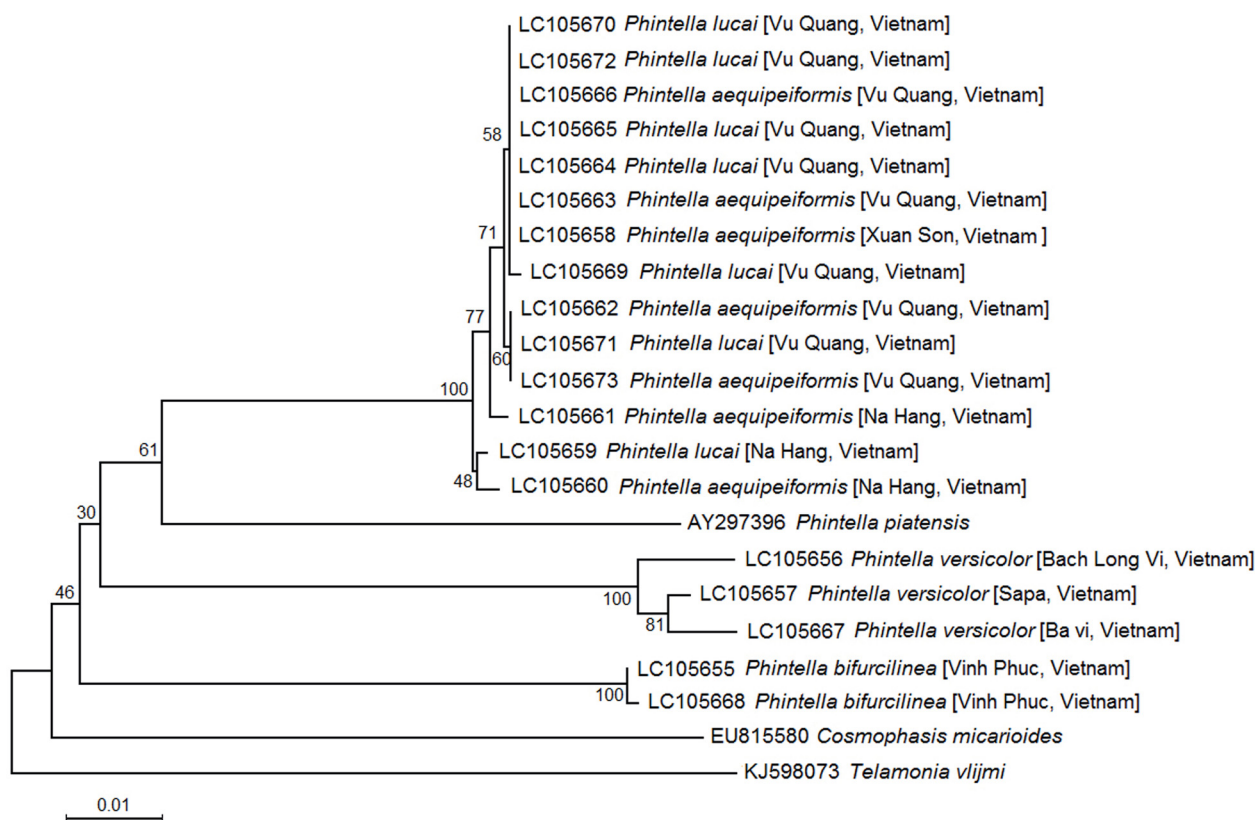 LC105670 Phintella lucai [Vu Quang, Vietnam]
LC105672 Phintella lucai [Vu Quang, Vietnam]
LC105666 Phintella aequipeiformis [Vu Quang, Vietnam]
LC105665 Phintella lucai [Vu Quang, Vietnam]
58
LC105664 Phintella lucai [Vu Quang, Vietnam]
LC105663 Phintella aequipeiformis [Vu Quang, Vietnam]
LC105658 Phintella aequipeiformis [Xuan Son, Vietnam ]
71
LC105669 Phintella lucai [Vu Quang, Vietnam]
LC105662 Phintella aequipeiformis [Vu Quang, Vietnam]
77
LC105671 Phintella lucai [Vu Quang, Vietnam]
60
LC105673 Phintella aequipeiformis [Vu Quang, Vietnam]
100
LC105661 Phintella aequipeiformis [Na Hang, Vietnam]
61
LC105659 Phintella lucai [Na Hang, Vietnam]
48
LC105660 Phintella aequipeiformis [Na Hang, Vietnam]
30
AY297396 Phintella piatensis
LC105656 Phintella versicolor [Bach Long Vi, Vietnam]
46
100
LC105657 Phintella versicolor [Sapa, Vietnam]
81
LC105667 Phintella versicolor [Ba vi, Vietnam]
LC105655 Phintella bifurcilinea [Vinh Phuc, Vietnam]
100
LC105668 Phintella bifurcilinea [Vinh Phuc, Vietnam]
EU815580 Cosmophasis micarioides
KJ598073 Telamonia vlijmi
0.01